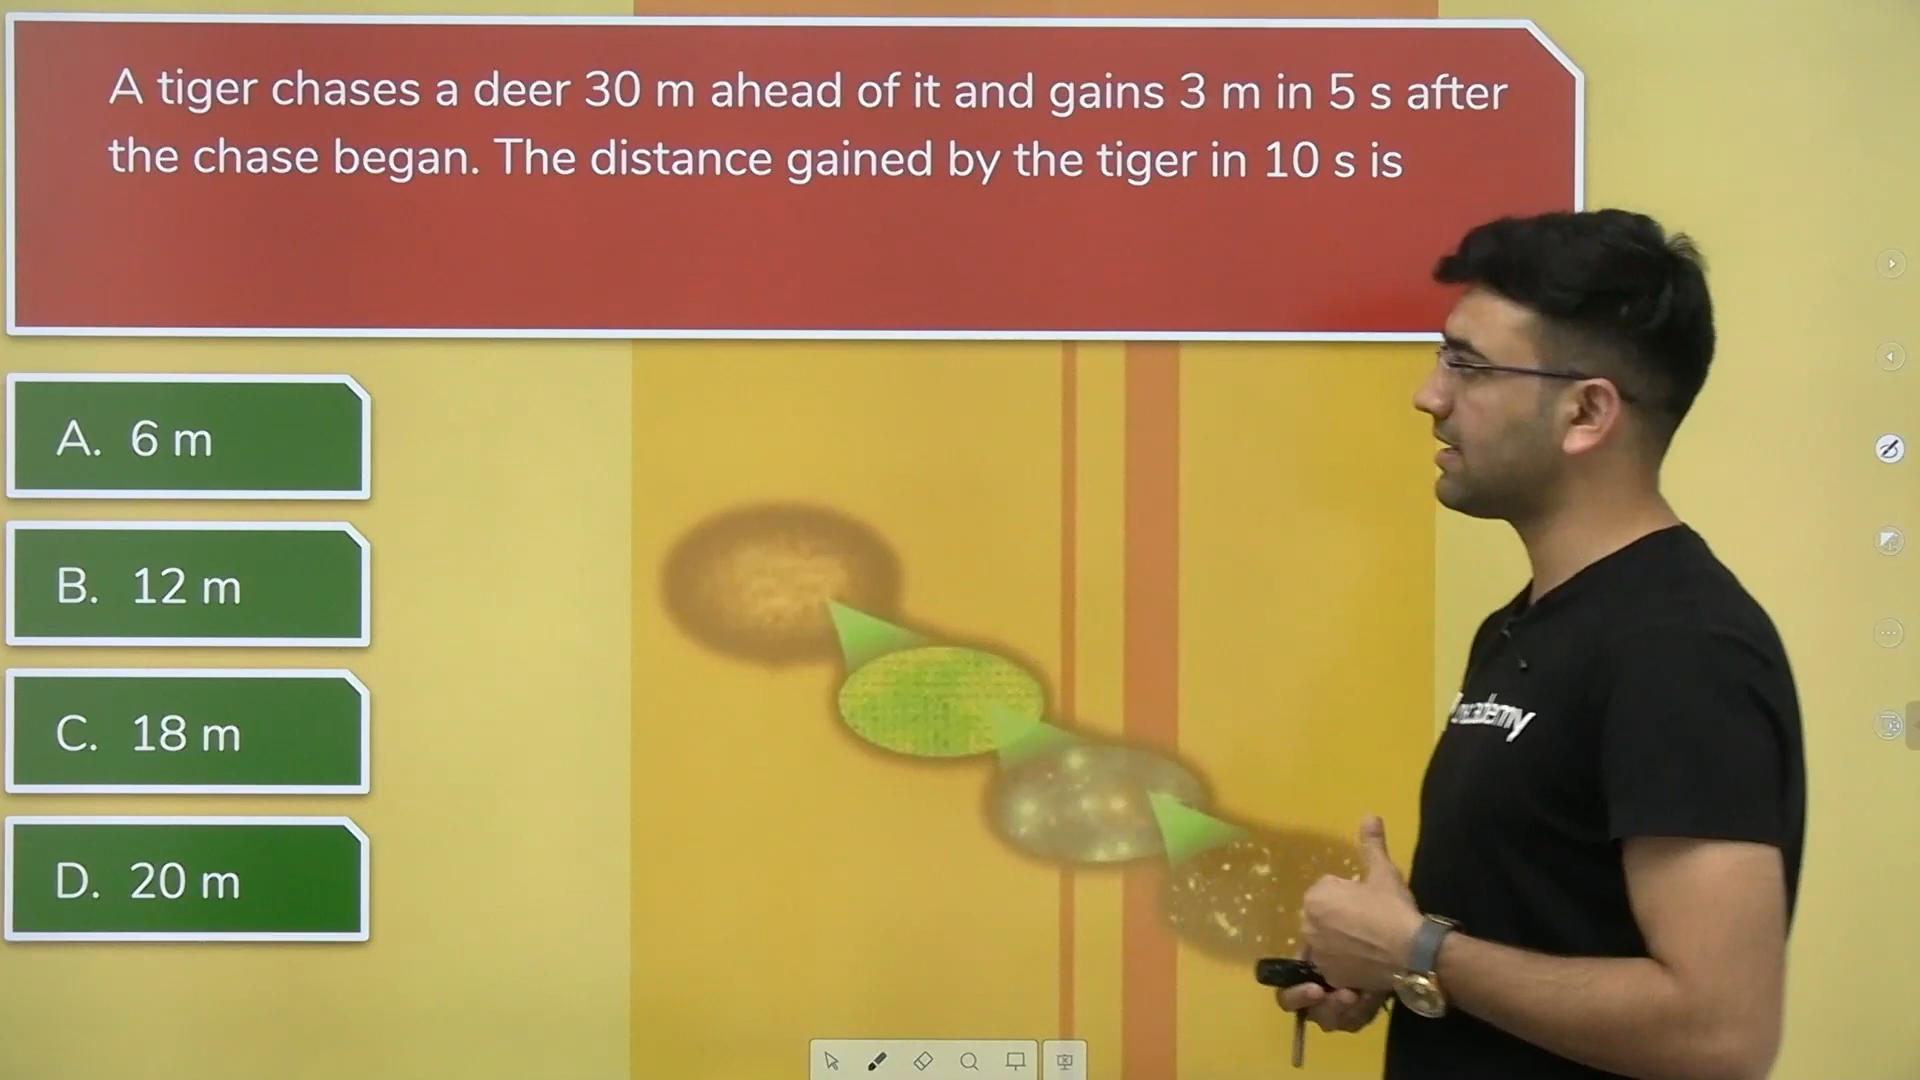 A tiger chases a deer 30 m ahead of it and gains 3 m in 5 s after
the chase began. The distance gained by the tiger in 10 s is
A. 6 m
B. 12 m
C. 18 m
D. 20 m